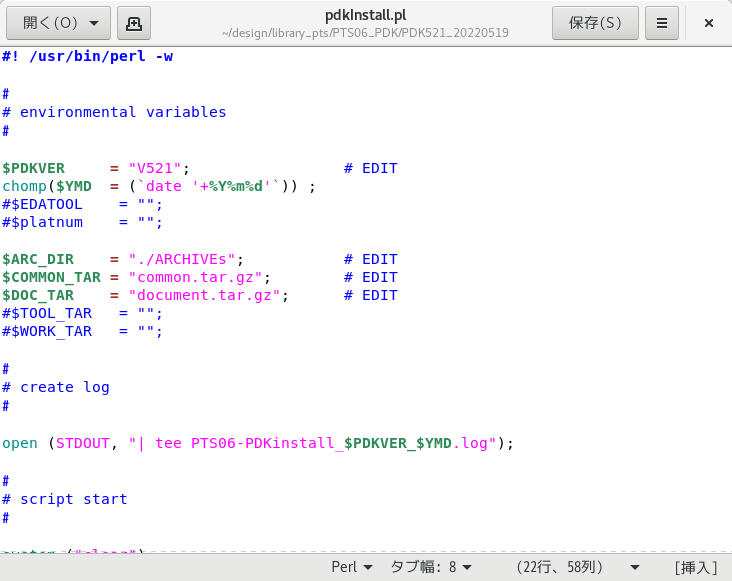 開く(O)
pdkInstall.pl
~/design/library_pts/PTS06_PDK/PDK521_20220519
保存(S)
#! /usr/bin/perl -w
#
# environmental variables
#
$PDKVER     = "V521";                 # EDIT
chomp($YMD  = (`date '+%Y%m%d'`)) ;
#$EDATOOL    = "";
#$platnum    = "";
$ARC_DIR    = "./ARCHIVEs";           # EDIT
$COMMON_TAR = "common.tar.gz";        # EDIT
$DOC_TAR    = "document.tar.gz";      # EDIT
#$TOOL_TAR   = "";
#$WORK_TAR   = "";
#
# create log
#
open (STDOUT, "| tee PTS06-PDKinstall_$PDKVER_$YMD.log");
#
# script start
#
system ("clear")
Perl タブ幅: 8 (22行、58列) [挿入]